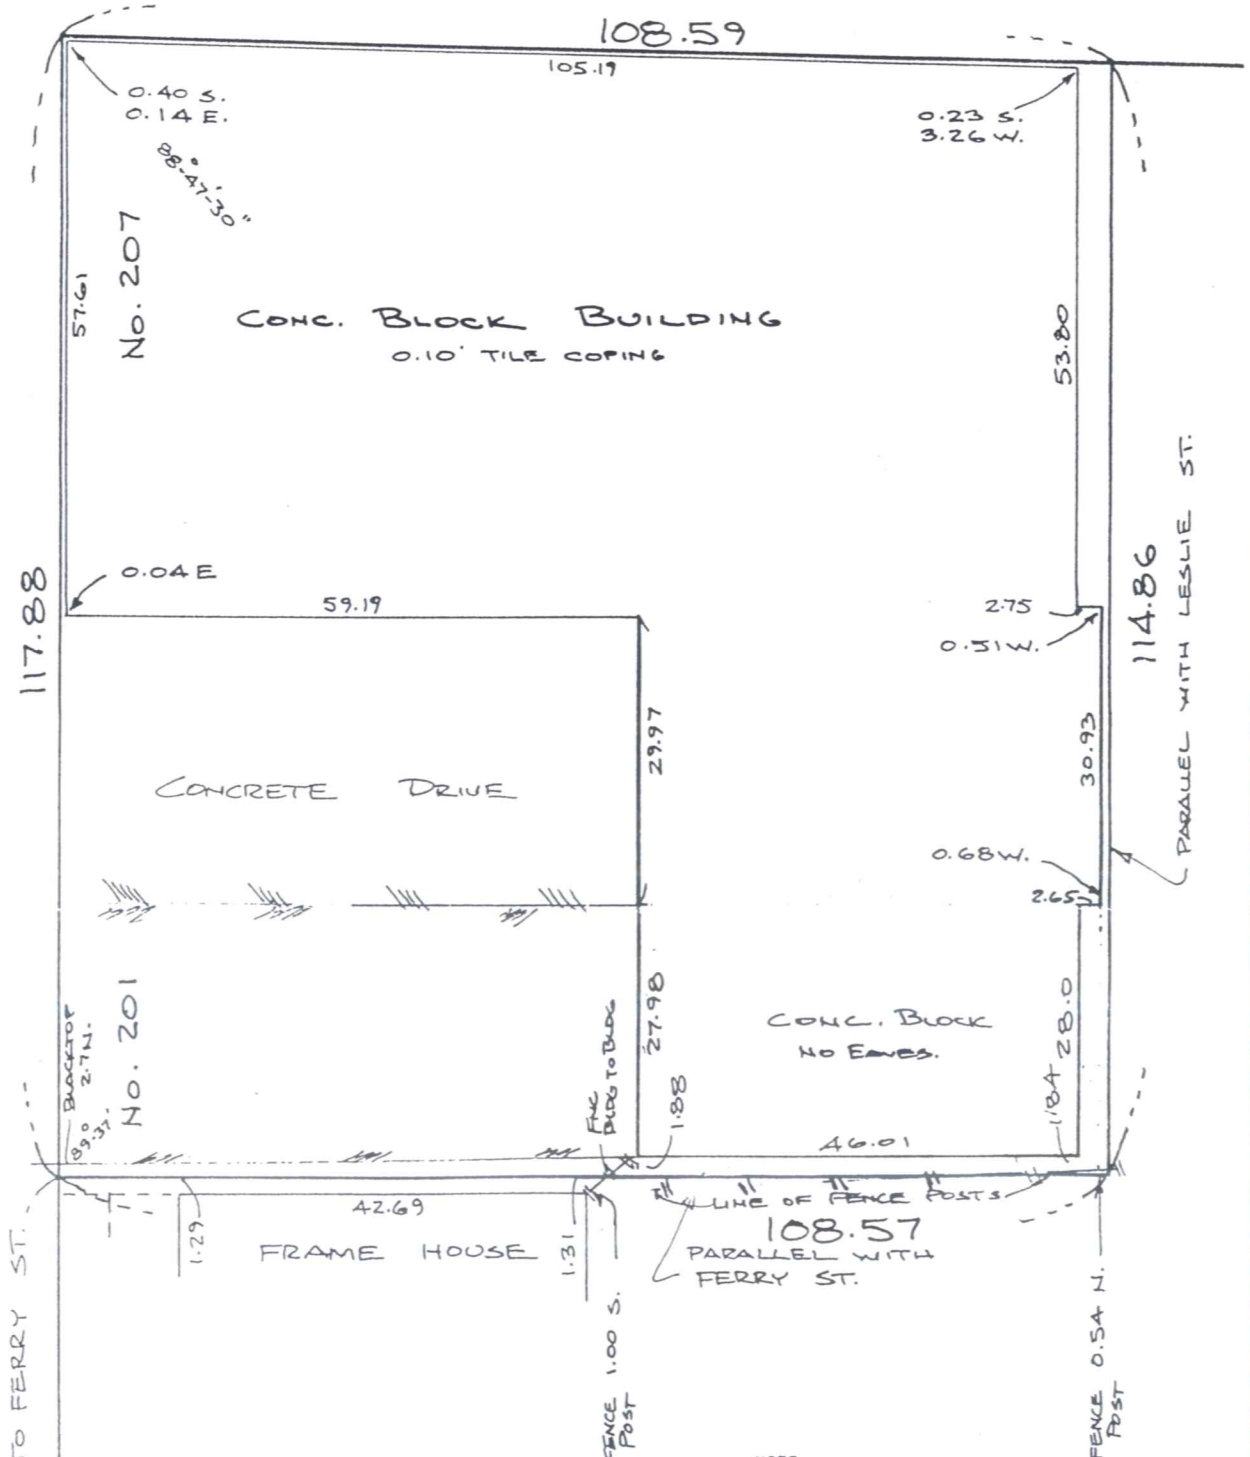 108.59
105.19
0.40 S.
0.14 E.
0.23 S.
3.26 W.
88°-47'-30"
No. 207
57.61
CONC. BLOCK BUILDING
0.10' TILE COPING
53.80
PARALLEL WITH LESLIE ST.
117.88
0.04 E
59.19
2.75
0.51 W.
114.86
29.97
30.93
CONCRETE DRIVE
0.68 W.
2.65
No. 201
BLACKTOP
2.7 N.
89°-37'
FNC.
BLDG TO BLDG
27.98
CONC. BLOCK
NO EAVES.
28.0
1.88
1.84
46.01
LINE OF FENCE POSTS
42.69
108.57
1.29
FRAME HOUSE
1.31
PARALLEL WITH
FERRY ST.
TO FERRY ST.
FENCE 1.00 S.
POST
FENCE 0.54 N.
POST